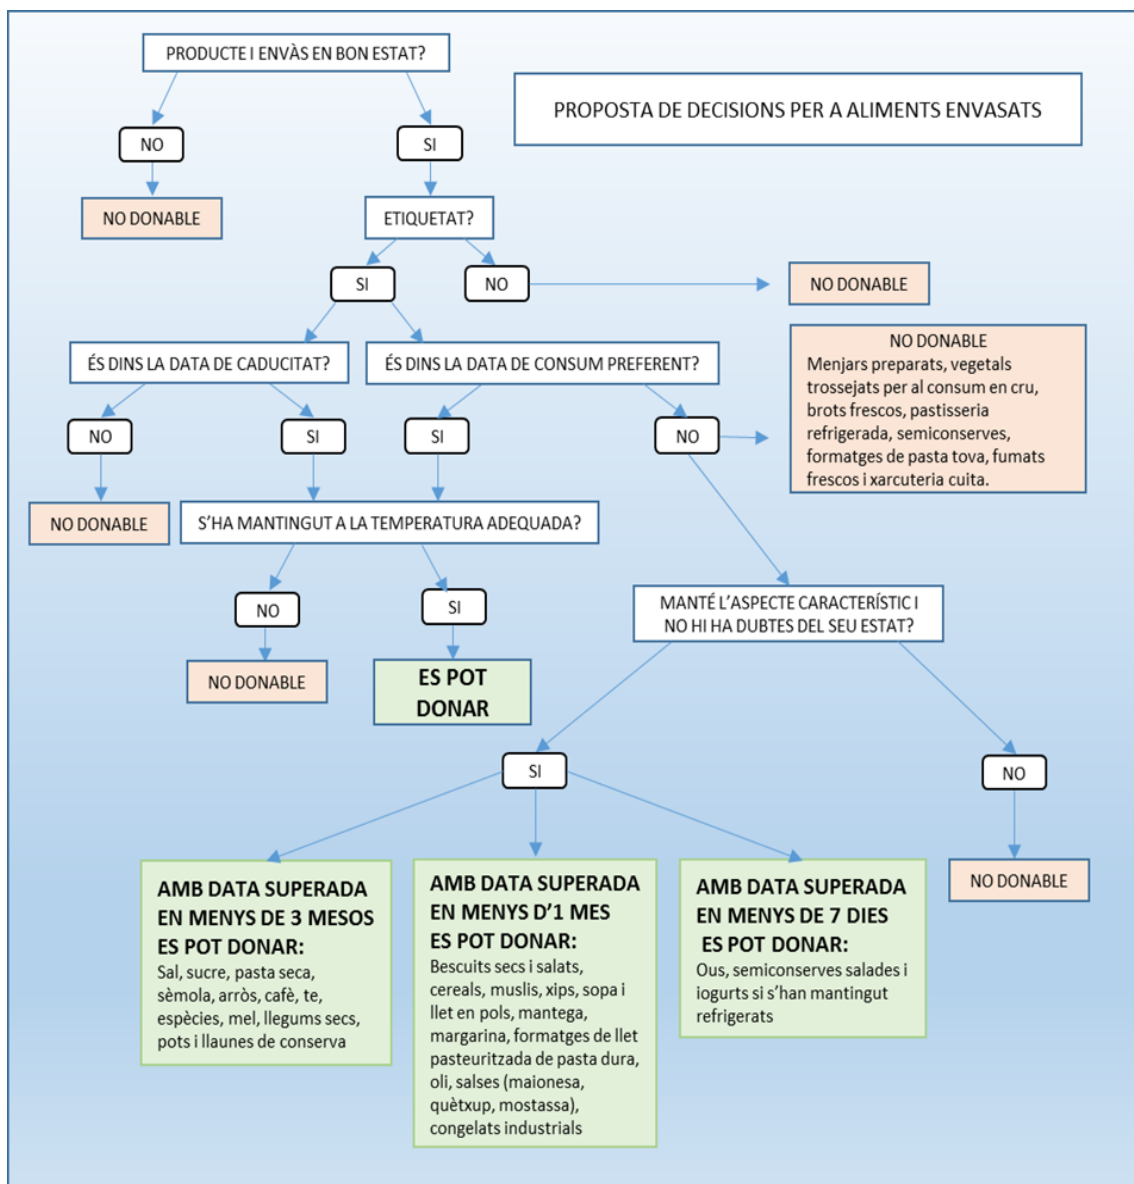 PRODUCTE I ENVÀS EN BON ESTAT?
PROPOSTA DE DECISIONS PER A ALIMENTS ENVASATS
NO
SI
NO DONABLE
ETIQUETAT?
SI
NO
NO DONABLE
ÉS DINS LA DATA DE CADUCITAT?
ÉS DINS LA DATA DE CONSUM PREFERENT?
NO DONABLE
Menjars preparats, vegetals
trossejats per al consum en cru,
brots frescos, pastisseria
refrigerada, semiconserves,
formatges de pasta tova, fumats
frescos i xarcuteria cuita.
NO
SI
SI
NO
NO DONABLE
S'HA MANTINGUT A LA TEMPERATURA ADEQUADA?
NO
SI
MANTÉ L'ASPECTE CARACTERÍSTIC I
NO HI HA DUBTES DEL SEU ESTAT?
NO DONABLE
ES POT
DONAR
SI
NO
NO DONABLE
AMB DATA SUPERADA
EN MENYS DE 3 MESOS
ES POT DONAR:
Sal, sucre, pasta seca,
sèmola, arròs, cafè, te,
espècies, mel, llegums secs,
pots i llaunes de conserva
AMB DATA SUPERADA
EN MENYS D'1 MES
ES POT DONAR:
Bescuits secs i salats,
cereals, muslis, xips, sopa i
llet en pols, mantega,
margarina, formatges de llet
pasteuritzada de pasta dura,
oli, salses (maionesa,
quètxup, mostassa),
congelats industrials
AMB DATA SUPERADA
EN MENYS DE 7 DIES
ES POT DONAR:
Ous, semiconserves salades i
iogurts si s'han mantingut
refrigerats